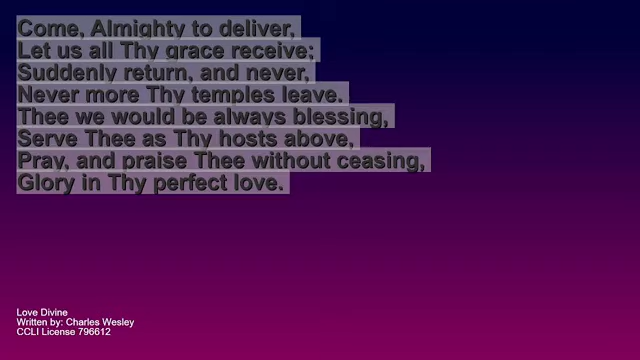 Come, Almighty to deliver,
Let us all Thy grace receive;
Suddenly return, and never,
Never more Thy temples leave.
Thee we would be always blessing,
Serve Thee as Thy hosts above,
Pray, and praise Thee without ceasing,
Glory in Thy perfect love.
Love Divine
Written by: Charles Wesley
CCLI License 796612